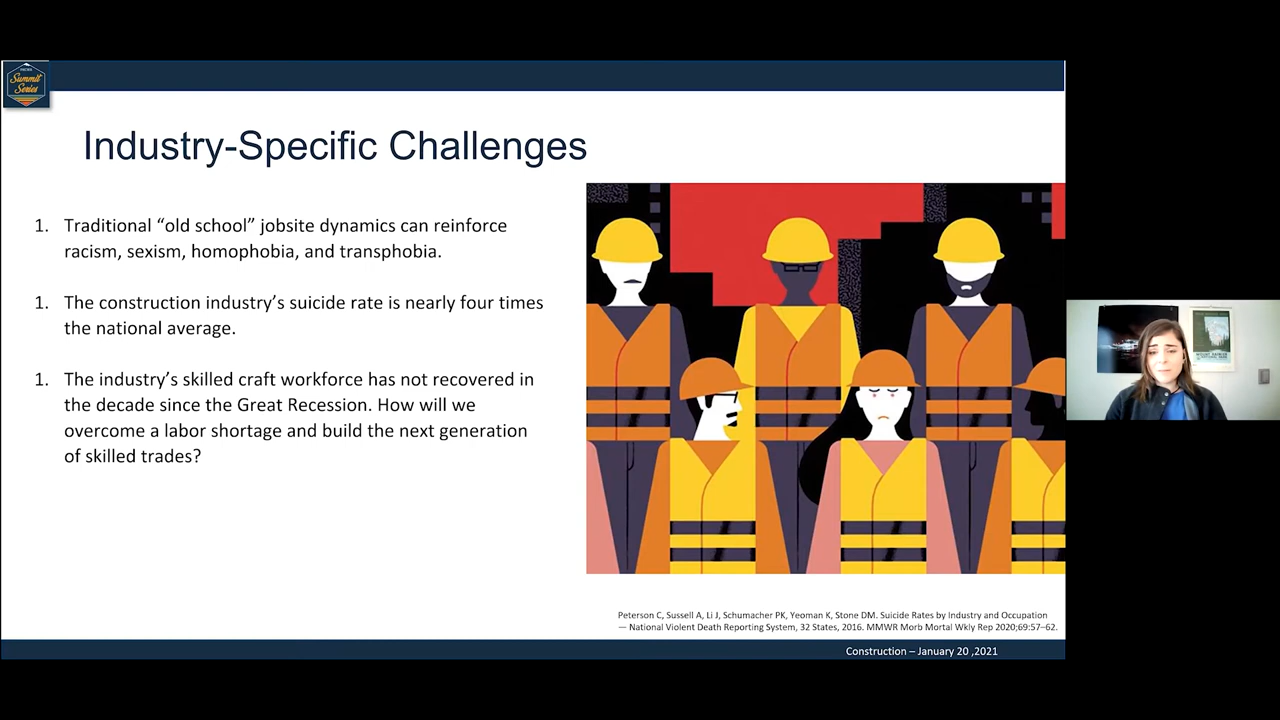 Summit
Series
Industry-Specific Challenges
1. Traditional “old school” jobsite dynamics can reinforce
racism, sexism, homophobia, and transphobia.
1. The construction industry’s suicide rate is nearly four times
the national average.
1. The industry’s skilled craft workforce has not recovered in
the decade since the Great Recession. How will we
overcome a labor shortage and build the next generation
of skilled trades?
Peterson C, Sussell A, Li J, Schumacher PK, Yeoman K, Stone DM. Suicide Rates by Industry and Occupation
— National Violent Death Reporting System, 32 States, 2016. MMWR Morb Mortal Wkly Rep 2020;69:57–62.
Construction – January 20 ,2021